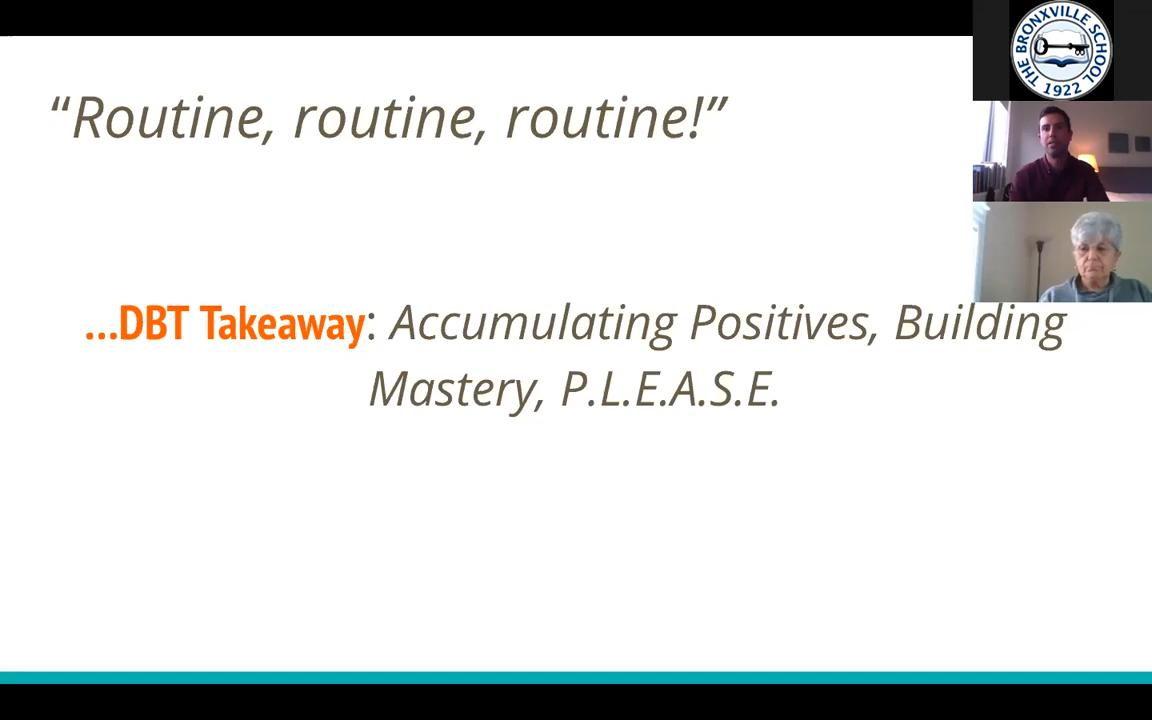 “Routine, routine, routine!”
...DBT Takeaway: Accumulating Positives, Building
Mastery, P.L.E.A.S.E.
THE BRONXVILLE SCHOOL
1922